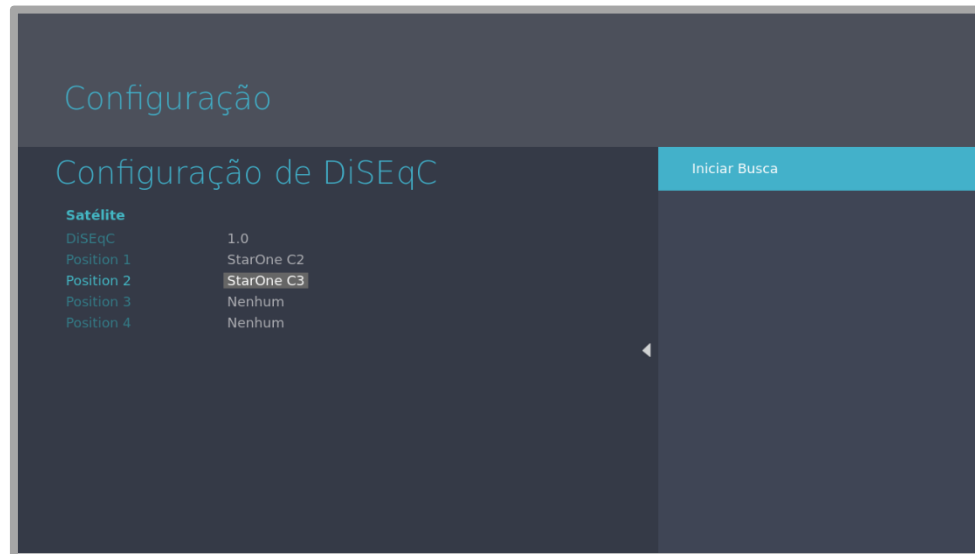 Configuração
Configuração de DiSEqC
Iniciar Busca
Satélite
DiSEqC 1.0
Position 1 StarOne C2
Position 2 StarOne C3
Position 3 Nenhum
Position 4 Nenhum